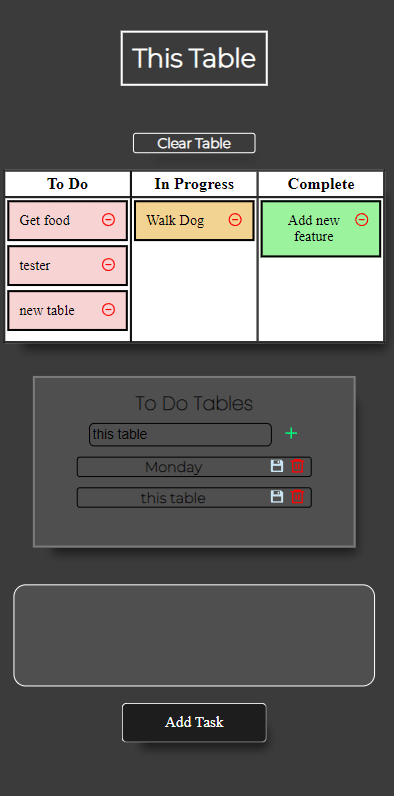 This Table
Clear Table
To Do
In Progress
Complete
Get food
Walk Dog
Add new
feature
tester
new table
To Do Tables
this table
Monday
this table
Add Task